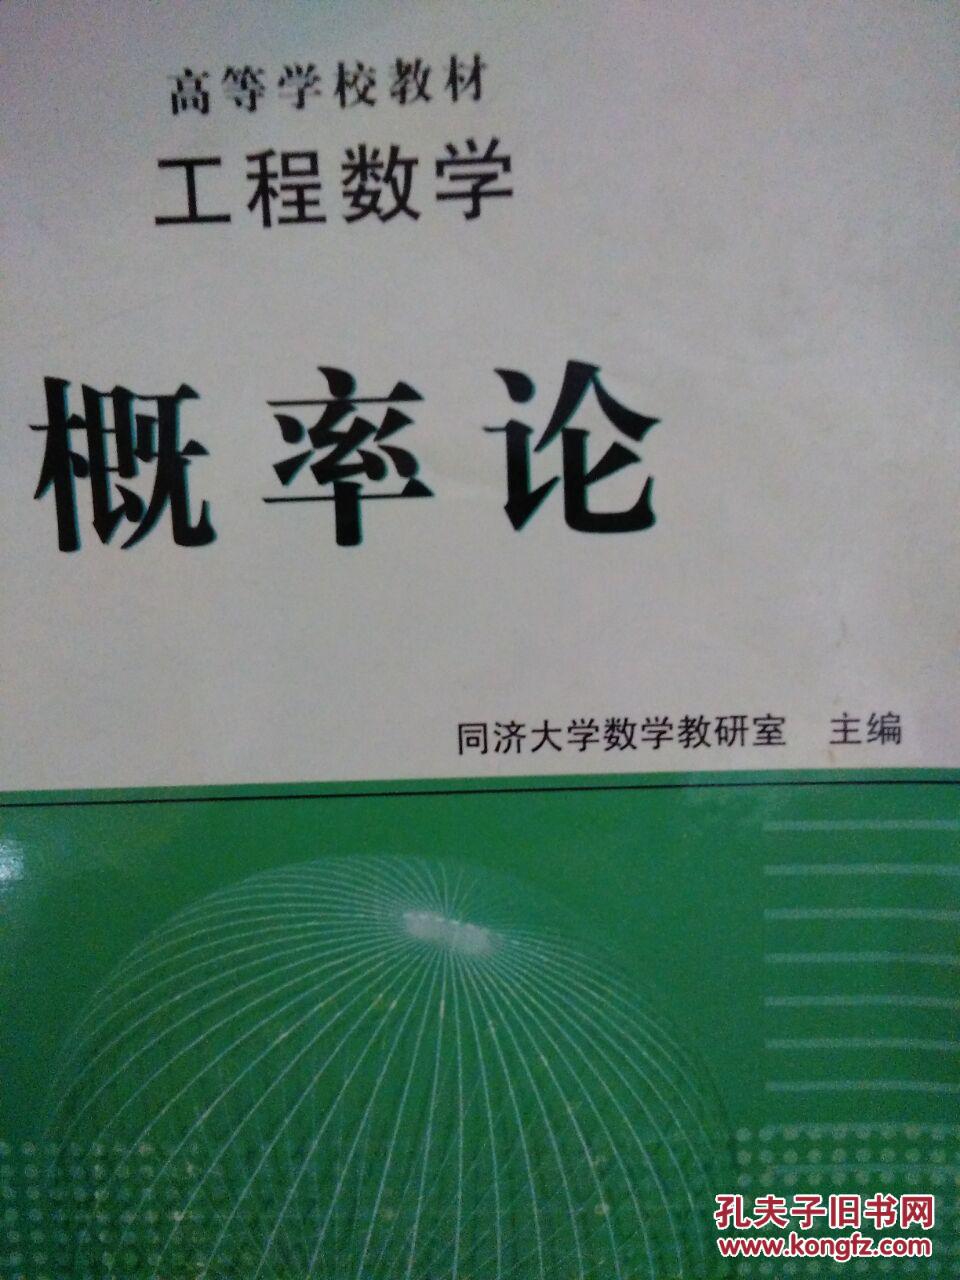 高等学校教材
工程数学
概率论
同济大学数学教研室 主编
孔夫子旧书网
www.kongfz.com